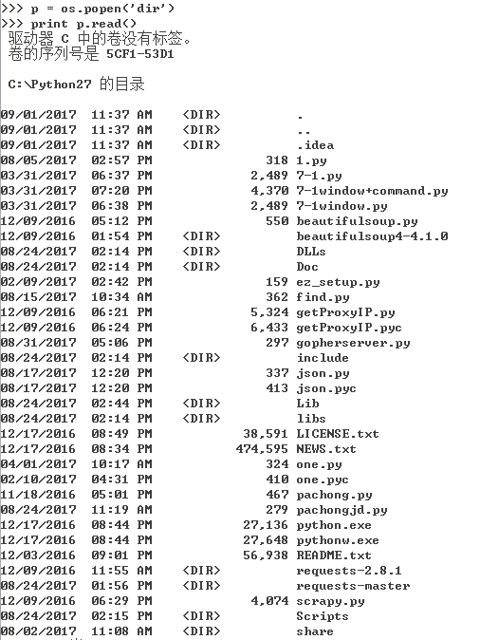 >>> p = os.popen('dir')
>>> print p.read()
驱动器 C 中的卷没有标签。
卷的序列号是 5CF1-53D1
C:\Python27 的目录
09/01/2017  11:37 AM    <DIR>          .
09/01/2017  11:37 AM    <DIR>          ..
09/01/2017  11:37 AM    <DIR>          .idea
08/05/2017  02:57 PM               318 1.py
03/31/2017  06:37 PM             2,489 7-1.py
03/31/2017  07:20 PM             4,370 7-1window+command.py
03/31/2017  06:38 PM             2,489 7-1window.py
12/09/2016  05:12 PM               550 beautifulsoup.py
12/09/2016  01:54 PM    <DIR>          beautifulsoup4-4.1.0
08/24/2017  02:14 PM    <DIR>          DLLs
08/24/2017  02:14 PM    <DIR>          Doc
02/09/2017  02:42 PM               159 ez_setup.py
08/15/2017  10:34 AM               362 find.py
12/09/2016  06:21 PM             5,324 getProxyIP.py
12/09/2016  06:24 PM             6,433 getProxyIP.pyc
08/31/2017  05:06 PM               297 gopherserver.py
08/24/2017  02:14 PM    <DIR>          include
08/17/2017  12:20 PM               337 json.py
08/17/2017  12:20 PM               413 json.pyc
08/24/2017  02:44 PM    <DIR>          Lib
08/24/2017  02:14 PM    <DIR>          libs
12/17/2016  08:49 PM            38,591 LICENSE.txt
12/17/2016  08:34 PM           474,595 NEWS.txt
04/01/2017  10:17 AM               324 one.py
02/10/2017  04:31 PM               410 one.pyc
11/18/2016  05:01 PM               467 pachong.py
08/24/2017  11:19 AM               279 pachongjd.py
12/17/2016  08:44 PM            27,136 python.exe
12/17/2016  08:44 PM            27,648 pythonw.exe
12/03/2016  09:01 PM            56,938 README.txt
12/09/2016  11:55 AM    <DIR>          requests-2.8.1
08/24/2017  01:56 PM    <DIR>          requests-master
12/09/2016  06:29 PM             4,074 scrapy.py
08/24/2017  02:15 PM    <DIR>          Scripts
08/02/2017  11:08 AM    <DIR>          share